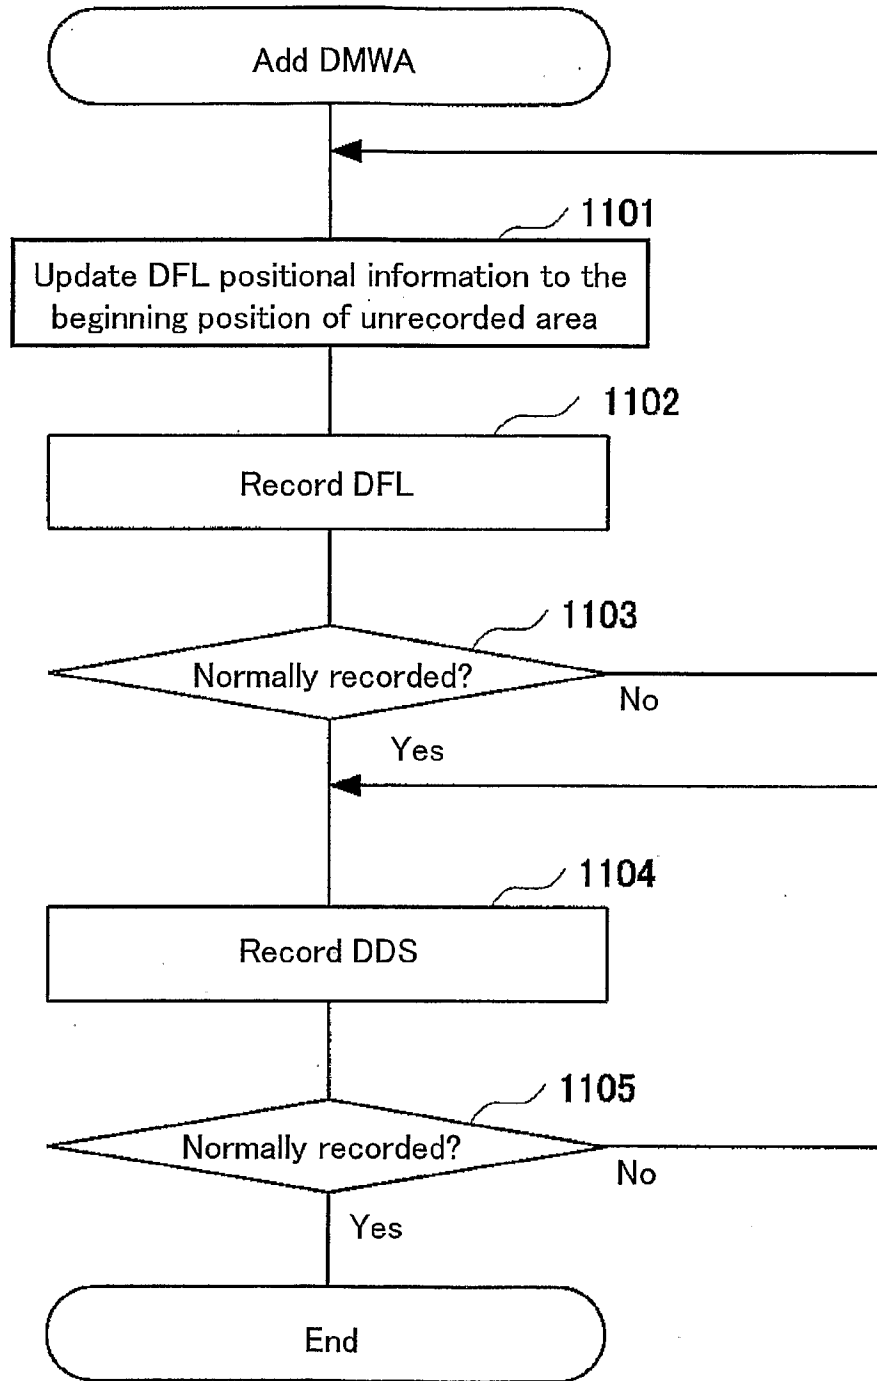 Add DMWA
1101
Update DFL positional information to the
beginning position of unrecorded area
1102
Record DFL
1103
Normally recorded?
No
Yes
1104
Record DDS
1105
Normally recorded?
No
Yes
End